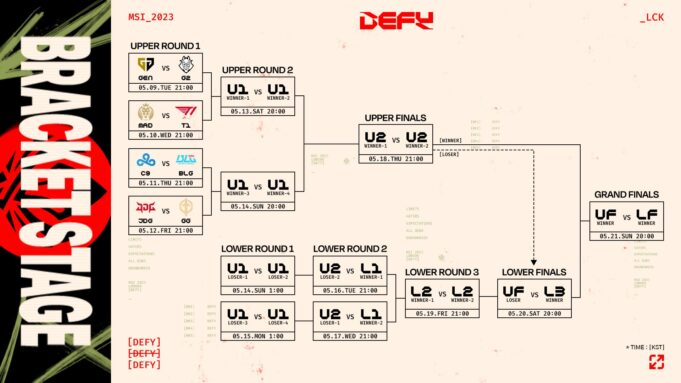 BRACKET STAGE
MSI_2023
DEFY
_LCK
UPPER ROUND 1
GEN VS G2
05.09.TUE 21:00
MAD VS T1
05.10.WED 21:00
C9 VS BLG
05.11.THU 21:00
JDG VS GG
05.12.FRI 21:00
UPPER ROUND 2
U1 VS U1
WINNER-1 WINNER-2
05.13.SAT 20:00
U1 VS U1
WINNER-3 WINNER-4
05.14.SUN 20:00
UPPER FINALS
U2 VS U2
WINNER-1 WINNER-2
05.18.THU 21:00
[WINNER]
[LOSER]
LOWER ROUND 1
U1 VS U1
LOSER-1 LOSER-2
05.14.SUN 1:00
U1 VS U1
LOSER-3 LOSER-4
05.15.MON 1:00
LOWER ROUND 2
U2 VS L1
LOSER-2 WINNER-1
05.16.TUE 21:00
U2 VS L1
LOSER-1 WINNER-2
05.17.WED 21:00
LOWER ROUND 3
L2 VS L2
WINNER-1 WINNER-2
05.19.FRI 21:00
LOWER FINALS
UF VS L3
LOSER WINNER
05.20.SAT 20:00
GRAND FINALS
UF VS LF
WINNER WINNER
05.21.SUN 20:00
[DEFY]
[DEFY]
[DEFY]
* TIME : [KST]